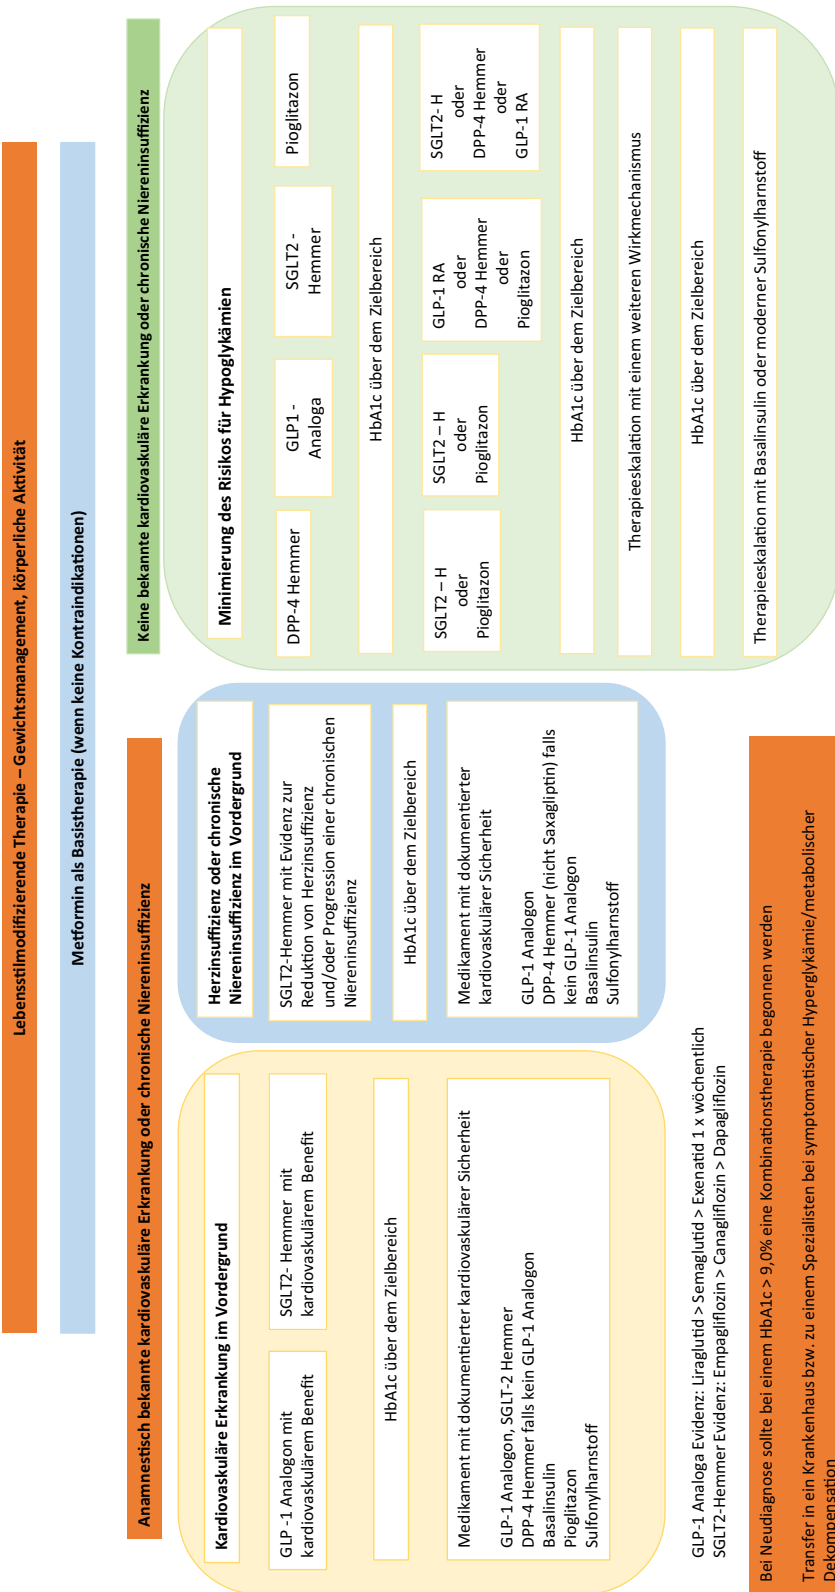 Lebensstilmodifizierende Therapie – Gewichtsmanagement, körperliche Aktivität
Metformin als Basistherapie (wenn keine Kontraindikationen)
Anamnestisch bekannte kardiovaskuläre Erkrankung oder chronische Niereninsuffizienz
Kardiovaskuläre Erkrankung im Vordergrund
GLP -1 Analogon mit
kardiovaskulärem Benefit
SGLT2- Hemmer mit
kardiovaskulärem Benefit
HbA1c über dem Zielbereich
Medikament mit dokumentierter kardiovaskulärer Sicherheit
GLP-1 Analogon, SGLT-2 Hemmer
DPP-4 Hemmer falls kein GLP-1 Analogon
Basalinsulin
Pioglitazon
Sulfonylharnstoff
Herzinsuffizienz oder chronische
Niereninsuffizienz im Vordergrund
SGLT2-Hemmer mit Evidenz zur
Reduktion von Herzinsuffizienz
und/oder Progression einer chronischen
Niereninsuffizienz
HbA1c über dem Zielbereich
Medikament mit dokumentierter
kardiovaskulärer Sicherheit
GLP-1 Analogon
DPP-4 Hemmer (nicht Saxagliptin) falls
kein GLP-1 Analogon
Basalinsulin
Sulfonylharnstoff
Keine bekannte kardiovaskuläre Erkrankung oder chronische Niereninsuffizienz
Minimierung des Risikos für Hypoglykämien
DPP-4 Hemmer
GLP1 -
Analoga
SGLT2 -
Hemmer
Pioglitazon
HbA1c über dem Zielbereich
SGLT2 – H
oder
Pioglitazon
SGLT2 – H
oder
Pioglitazon
GLP-1 RA
oder
DPP-4 Hemmer
oder
Pioglitazon
SGLT2- H
oder
DPP-4 Hemmer
oder
GLP-1 RA
HbA1c über dem Zielbereich
Therapieeskalation mit einem weiteren Wirkmechanismus
HbA1c über dem Zielbereich
Therapieeskalation mit Basalinsulin oder moderner Sulfonylharnstoff
GLP-1 Analoga Evidenz: Liraglutid > Semaglutid > Exenatid 1 x wöchentlich
SGLT2-Hemmer Evidenz: Empagliflozin > Canagliflozin > Dapagliflozin
Bei Neudiagnose sollte bei einem HbA1c > 9,0% eine Kombinationstherapie begonnen werden
Transfer in ein Krankenhaus bzw. zu einem Spezialisten bei symptomatischer Hyperglykämie/metabolischer
Dekompensation